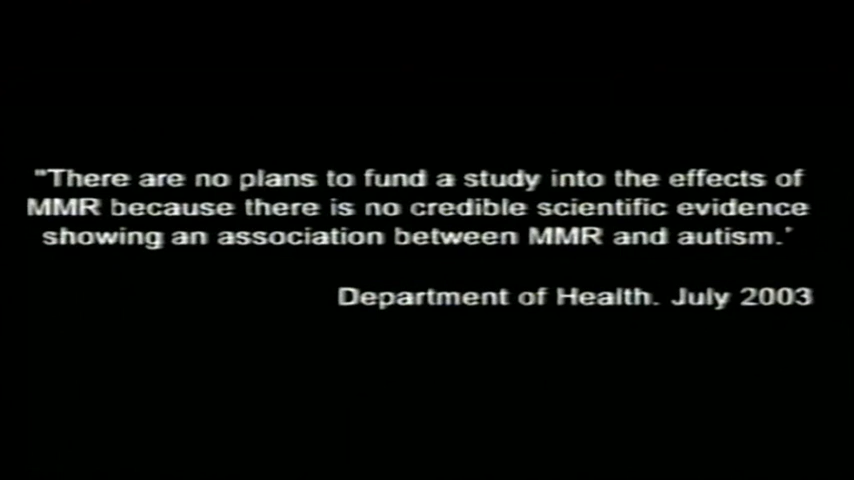 "There are no plans to fund a study into the effects of
MMR because there is no credible scientific evidence
showing an association between MMR and autism.'
Department of Health. July 2003